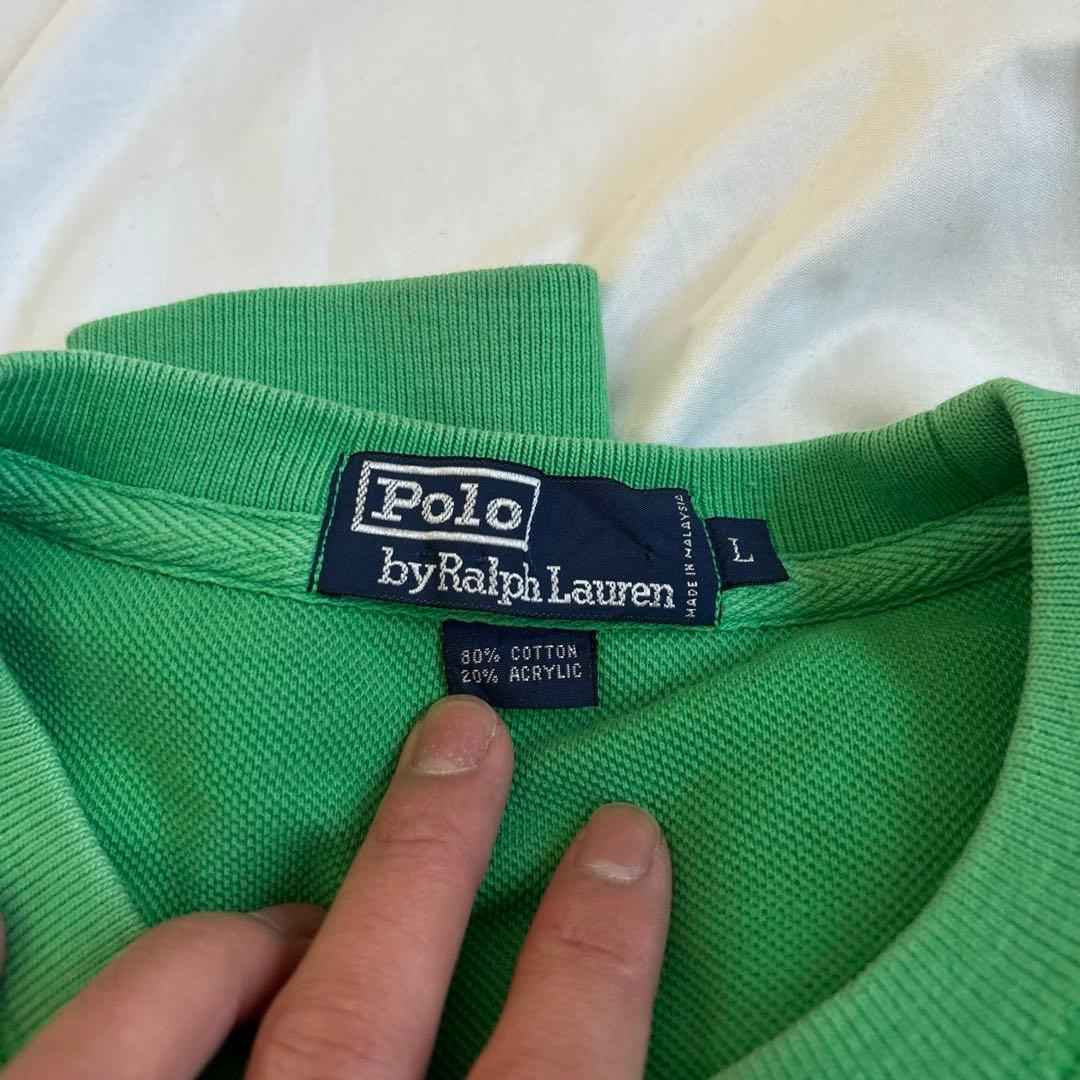 Polo
by Ralph Lauren
MADE IN MALAYSIA
L
80% COTTON
20% ACRYLIC